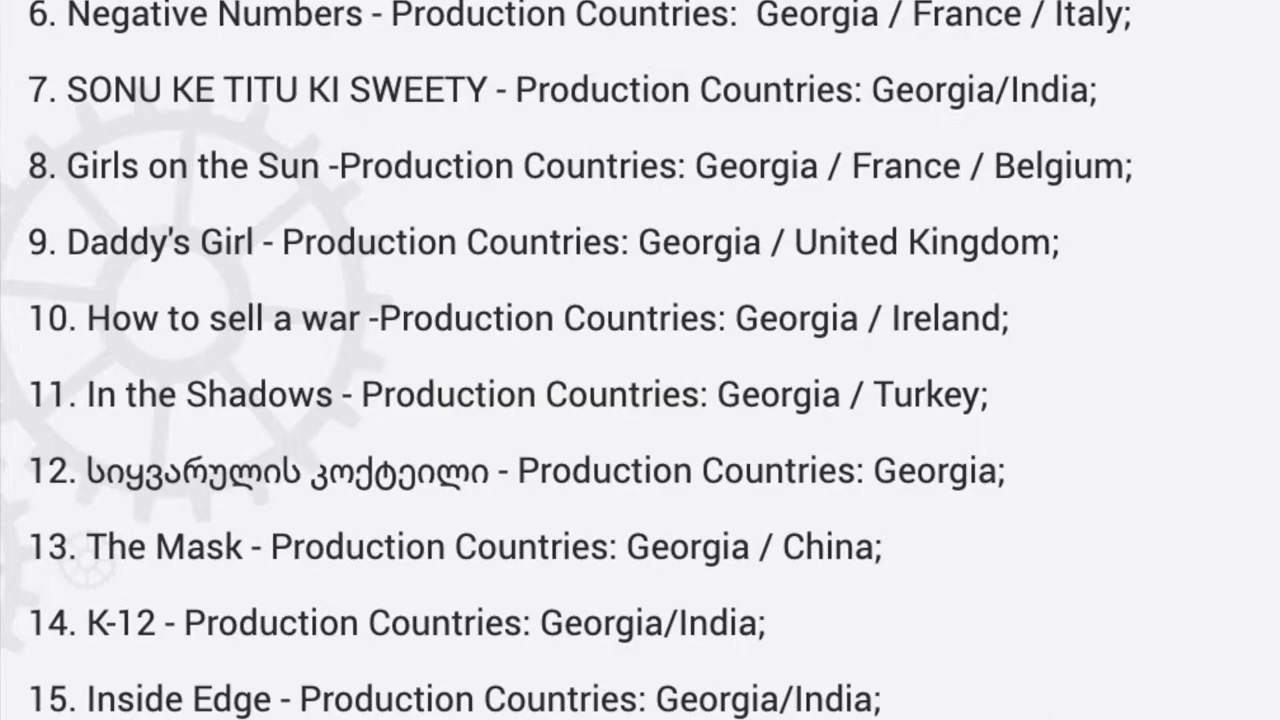 6. Negative Numbers - Production Countries:  Georgia / France / Italy;
7. SONU KE TITU KI SWEETY - Production Countries: Georgia/India;
8. Girls on the Sun -Production Countries: Georgia / France / Belgium;
9. Daddy's Girl - Production Countries: Georgia / United Kingdom;
10. How to sell a war -Production Countries: Georgia / Ireland;
11. In the Shadows - Production Countries: Georgia / Turkey;
12. სიყვარულის კოქტეილი - Production Countries: Georgia;
13. The Mask - Production Countries: Georgia / China;
14. K-12 - Production Countries: Georgia/India;
15. Inside Edge - Production Countries: Georgia/India;